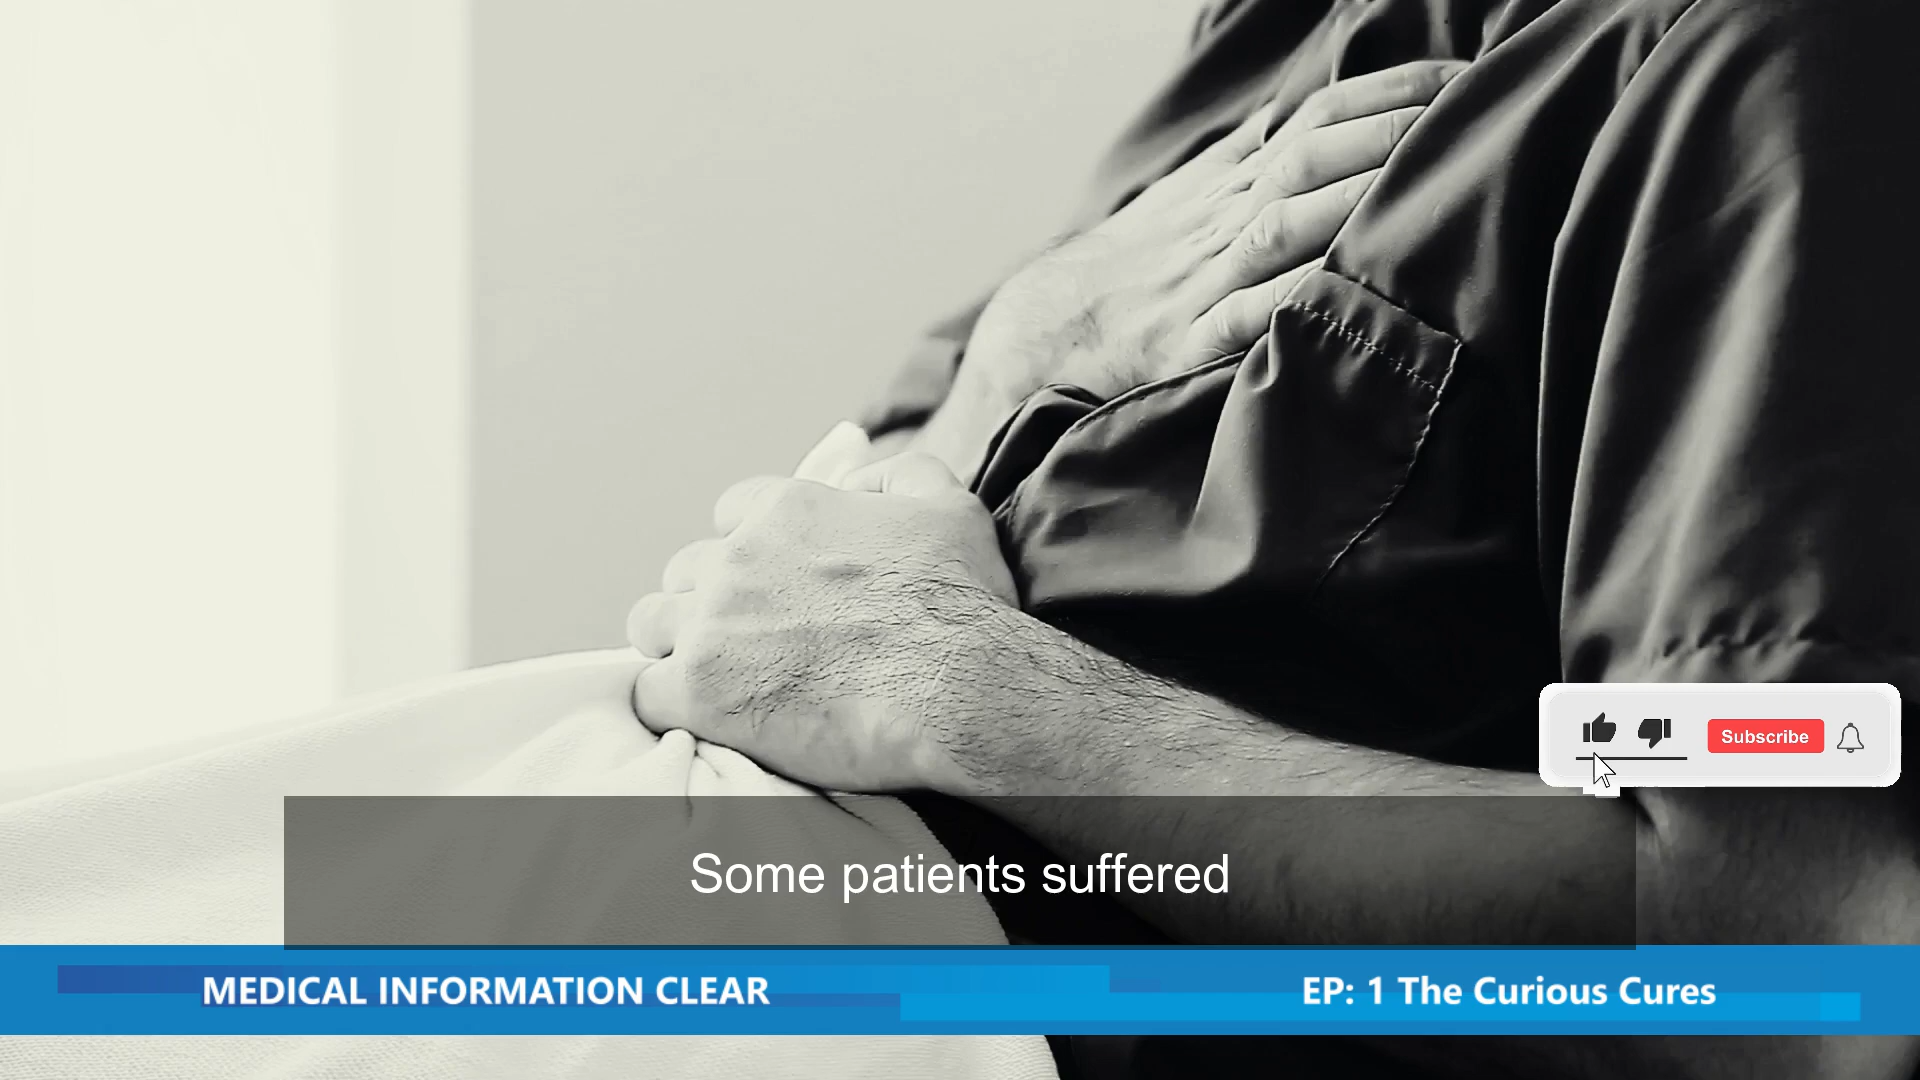 Subscribe
Some patients suffered
MEDICAL INFORMATION CLEAR
EP: 1 The Curious Cures